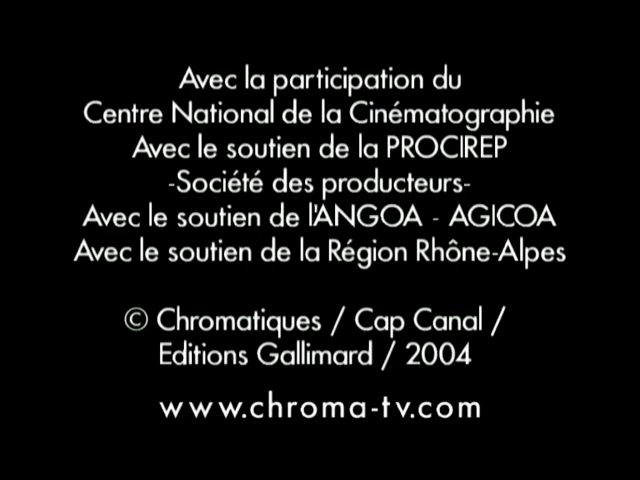 Avec la participation du
Centre National de la Cinématographie
Avec le soutien de la PROCIREP
-Société des producteurs-
Avec le soutien de l'ANGOA - AGICOA
Avec le soutien de la Région Rhône-Alpes
© Chromatiques / Cap Canal /
Editions Gallimard / 2004
www.chroma-tv.com